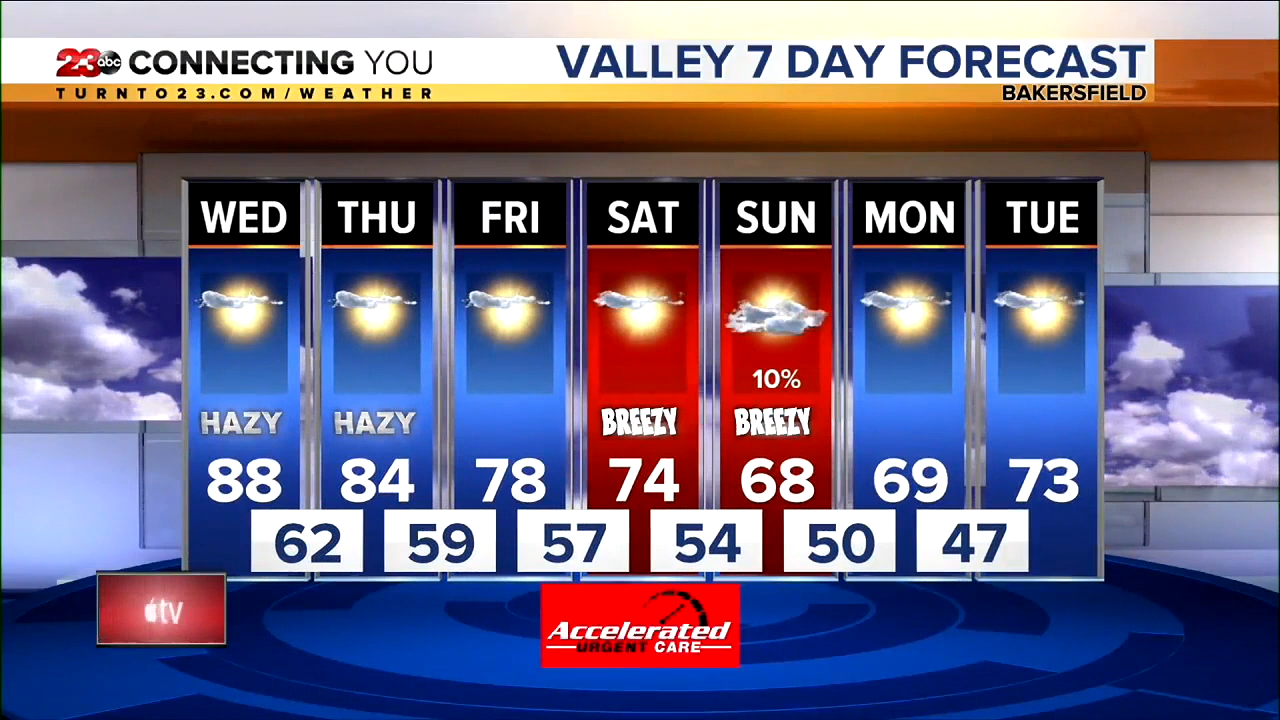 23 abc CONNECTING YOU
TURNTO23.COM/WEATHER
VALLEY 7 DAY FORECAST
BAKERSFIELD
WED THU FRI SAT SUN MON TUE
10%
HAZY HAZY BREEZY BREEZY
88 84 78 74 68 69 73
62 59 57 54 50 47
tv
Accelerated
URGENT CARE